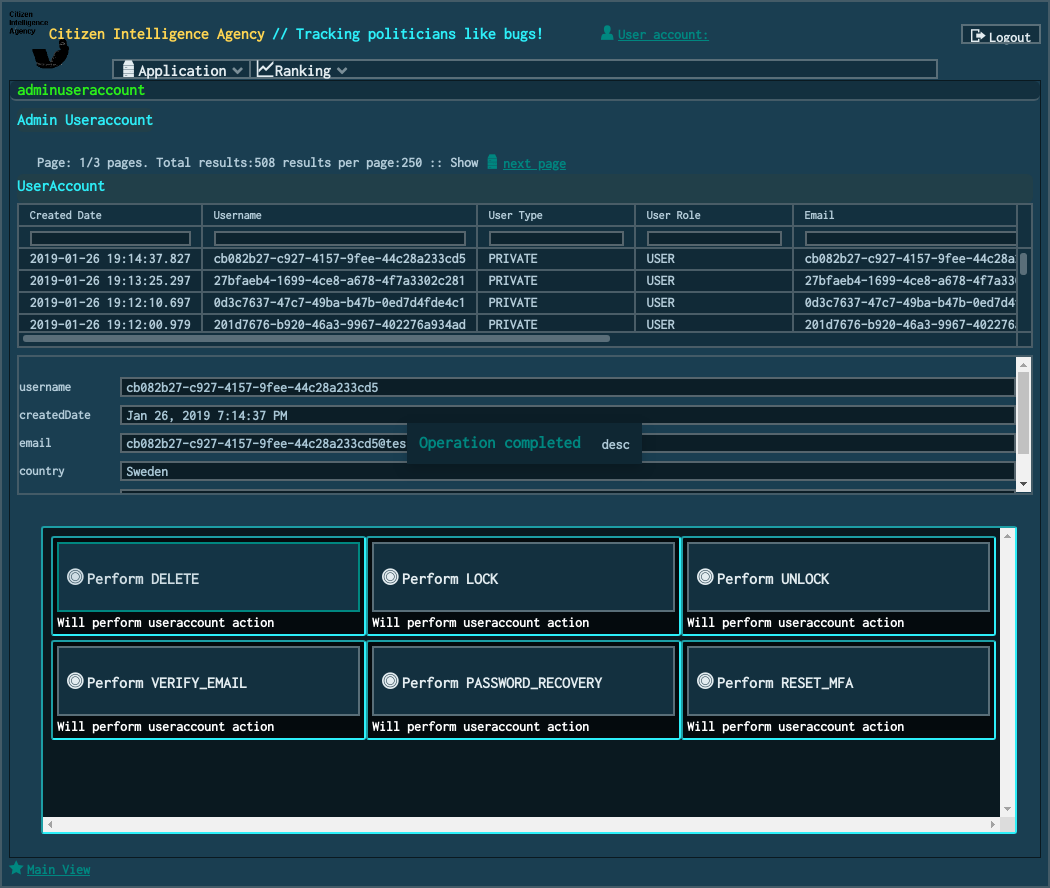 Citizen
Intelligence
Agency
Citizen Intelligence Agency // Tracking politicians like bugs!
User account:
Logout
Application
Ranking
adminuseraccount
Admin Useraccount
Page: 1/3 pages. Total results:508 results per page:250 :: Show next page
UserAccount
Created Date Username User Type User Role Email
2019-01-26 19:14:37.827 cb082b27-c927-4157-9fee-44c28a233cd5 PRIVATE USER cb082b27-c927-4157-9fee-44c28a
2019-01-26 19:13:25.297 27bfaeb4-1699-4ce8-a678-4f7a3302c281 PRIVATE USER 27bfaeb4-1699-4ce8-a678-4f7a33
2019-01-26 19:12:10.697 0d3c7637-47c7-49ba-b47b-0ed7d4fde4c1 PRIVATE USER 0d3c7637-47c7-49ba-b47b-0ed7d4
2019-01-26 19:12:00.979 201d7676-b920-46a3-9967-402276a934ad PRIVATE USER 201d7676-b920-46a3-9967-402276
username cb082b27-c927-4157-9fee-44c28a233cd5
createdDate Jan 26, 2019 7:14:37 PM
email cb082b27-c927-4157-9fee-44c28a233cd5@tes
Operation completed desc
country Sweden
Perform DELETE
Will perform useraccount action
Perform LOCK
Will perform useraccount action
Perform UNLOCK
Will perform useraccount action
Perform VERIFY_EMAIL
Will perform useraccount action
Perform PASSWORD_RECOVERY
Will perform useraccount action
Perform RESET_MFA
Will perform useraccount action
Main View